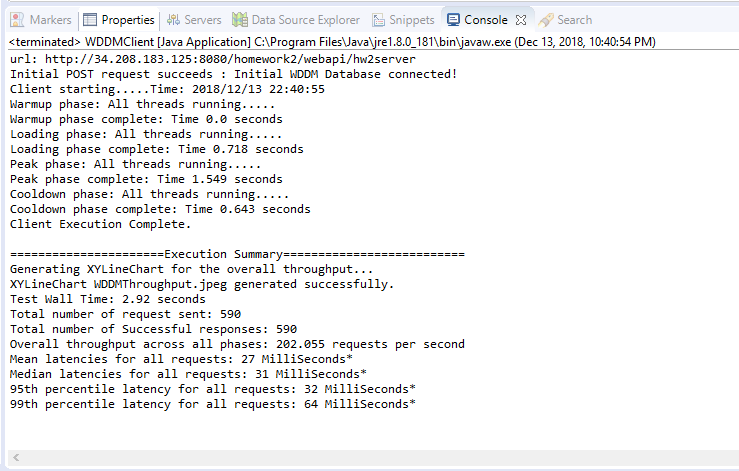 Markers Properties Servers Data Source Explorer Snippets Console Search
<terminated> WDDMClient [Java Application] C:\Program Files\Java\jre1.8.0_181\bin\javaw.exe (Dec 13, 2018, 10:40:54 PM)
url: http://34.208.183.125:8080/homework2/webapi/hw2server
Initial POST request succeeds : Initial WDDM Database connected!
Client starting.....Time: 2018/12/13 22:40:55
Warmup phase: All threads running.....
Warmup phase complete: Time 0.0 seconds
Loading phase: All threads running.....
Loading phase complete: Time 0.718 seconds
Peak phase: All threads running.....
Peak phase complete: Time 1.549 seconds
Cooldown phase: All threads running.....
Cooldown phase complete: Time 0.643 seconds
Client Execution Complete.
======================Execution Summary==========================
Generating XYLineChart for the overall throughput...
XYLineChart WDDMThroughput.jpeg generated successfully.
Test Wall Time: 2.92 seconds
Total number of request sent: 590
Total number of Successful responses: 590
Overall throughput across all phases: 202.055 requests per second
Mean latencies for all requests: 27 MilliSeconds*
Median latencies for all requests: 31 MilliSeconds*
95th percentile latency for all requests: 32 MilliSeconds*
99th percentile latency for all requests: 64 MilliSeconds*